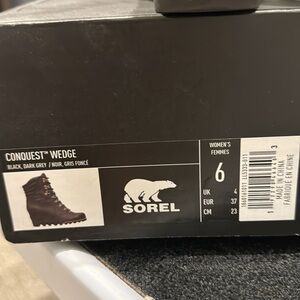 CONQUEST™ WEDGE
BLACK, DARK GREY / NOIR, GRIS FONCÉ
SOREL
WOMEN'S
FEMMES
6
UK 4
EUR 37
CM 23
MADE IN CHINA
FABRIQUÉ EN CHINE